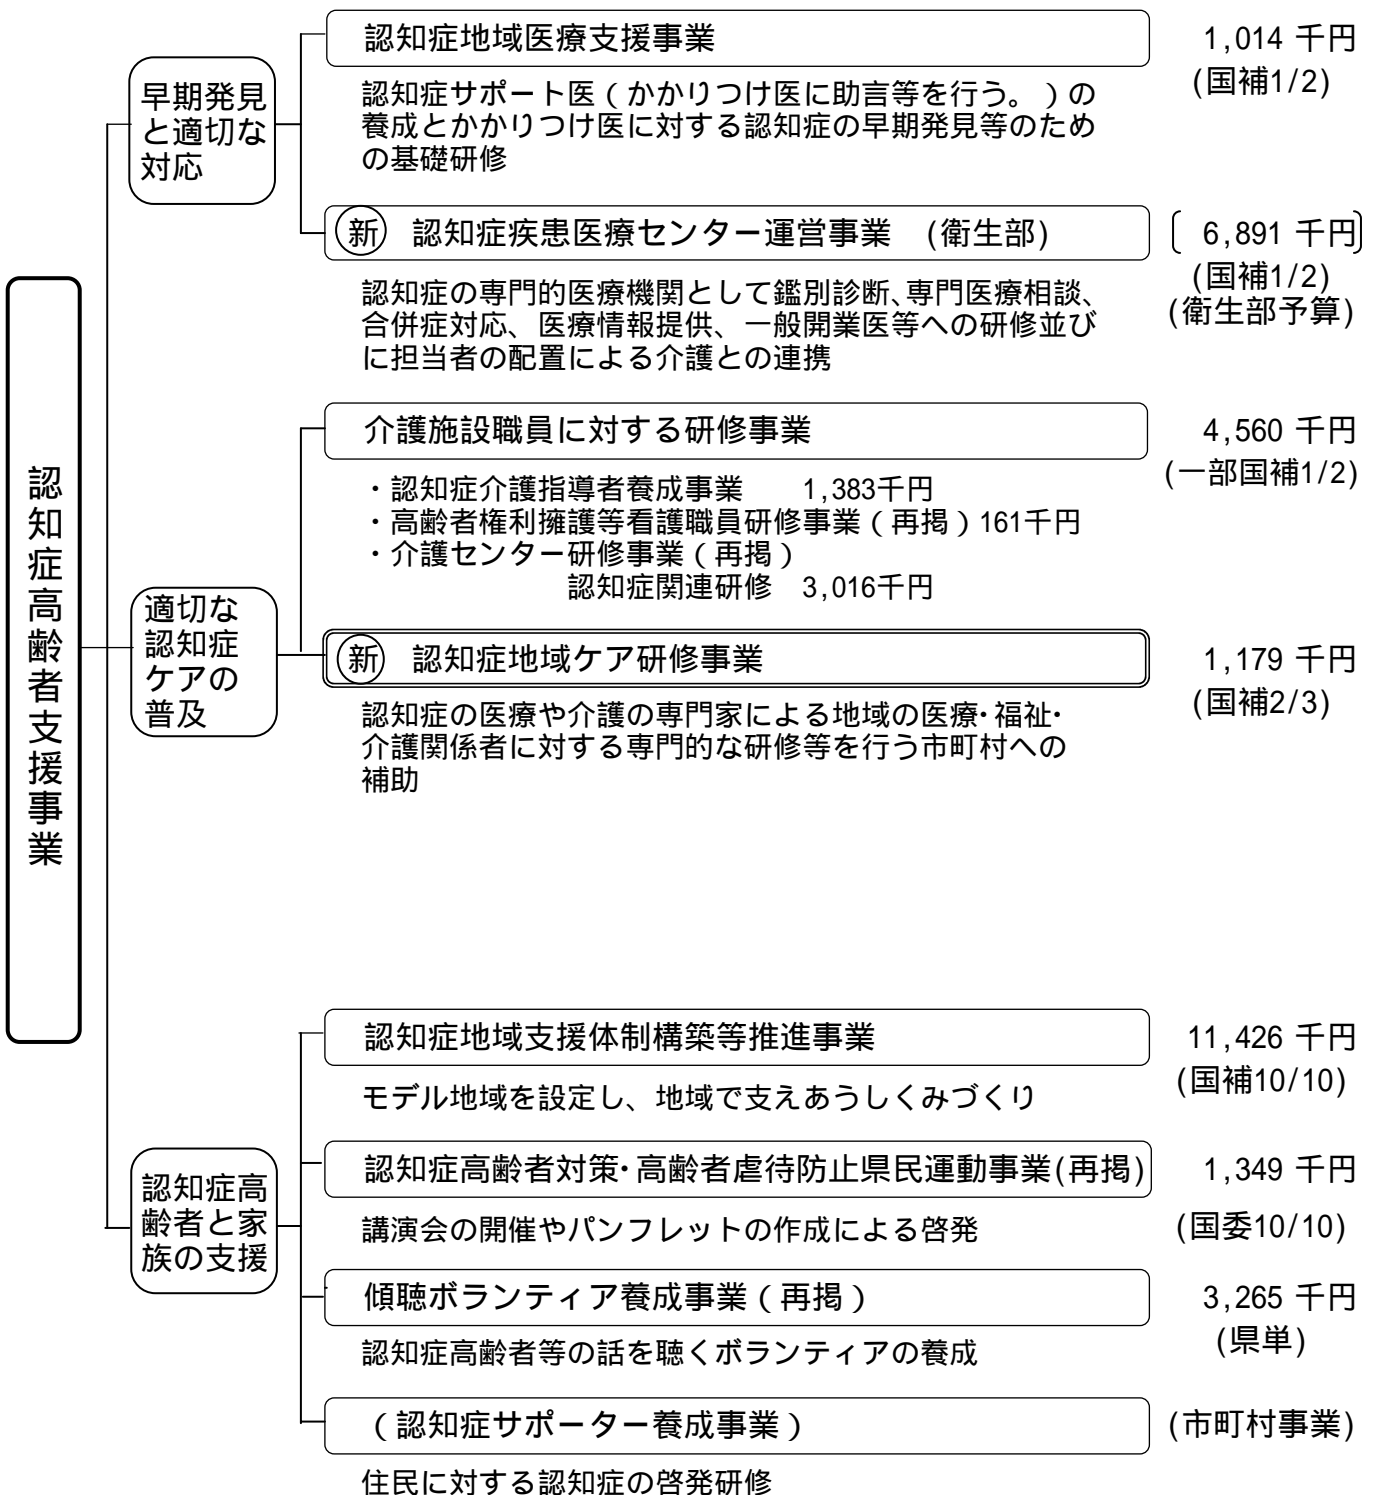 認知症高齢者支援事業
早期発見
と適切な
対応
認知症地域医療支援事業
1,014 千円
(国補1/2)
認知症サポート医（かかりつけ医に助言等を行う。）の
養成とかかりつけ医に対する認知症の早期発見等のため
の基礎研修
新 認知症疾患医療センター運営事業 (衛生部)
〔 6,891 千円〕
(国補1/2)
(衛生部予算)
認知症の専門的医療機関として鑑別診断、専門医療相談、
合併症対応、医療情報提供、一般開業医等への研修並び
に担当者の配置による介護との連携
適切な
認知症
ケアの
普及
介護施設職員に対する研修事業
4,560 千円
(一部国補1/2)
・認知症介護指導者養成事業 1,383千円
・高齢者権利擁護等看護職員研修事業（再掲）161千円
・介護センター研修事業（再掲）
認知症関連研修 3,016千円
新 認知症地域ケア研修事業
1,179 千円
(国補2/3)
認知症の医療や介護の専門家による地域の医療･福祉･
介護関係者に対する専門的な研修等を行う市町村への
補助
認知症高
齢者と家
族の支援
認知症地域支援体制構築等推進事業
11,426 千円
(国補10/10)
モデル地域を設定し、地域で支えあうしくみづくり
認知症高齢者対策･高齢者虐待防止県民運動事業(再掲)
1,349 千円
(国委10/10)
講演会の開催やパンフレットの作成による啓発
傾聴ボランティア養成事業（再掲）
3,265 千円
(県単)
認知症高齢者等の話を聴くボランティアの養成
（認知症サポーター養成事業）
(市町村事業)
住民に対する認知症の啓発研修